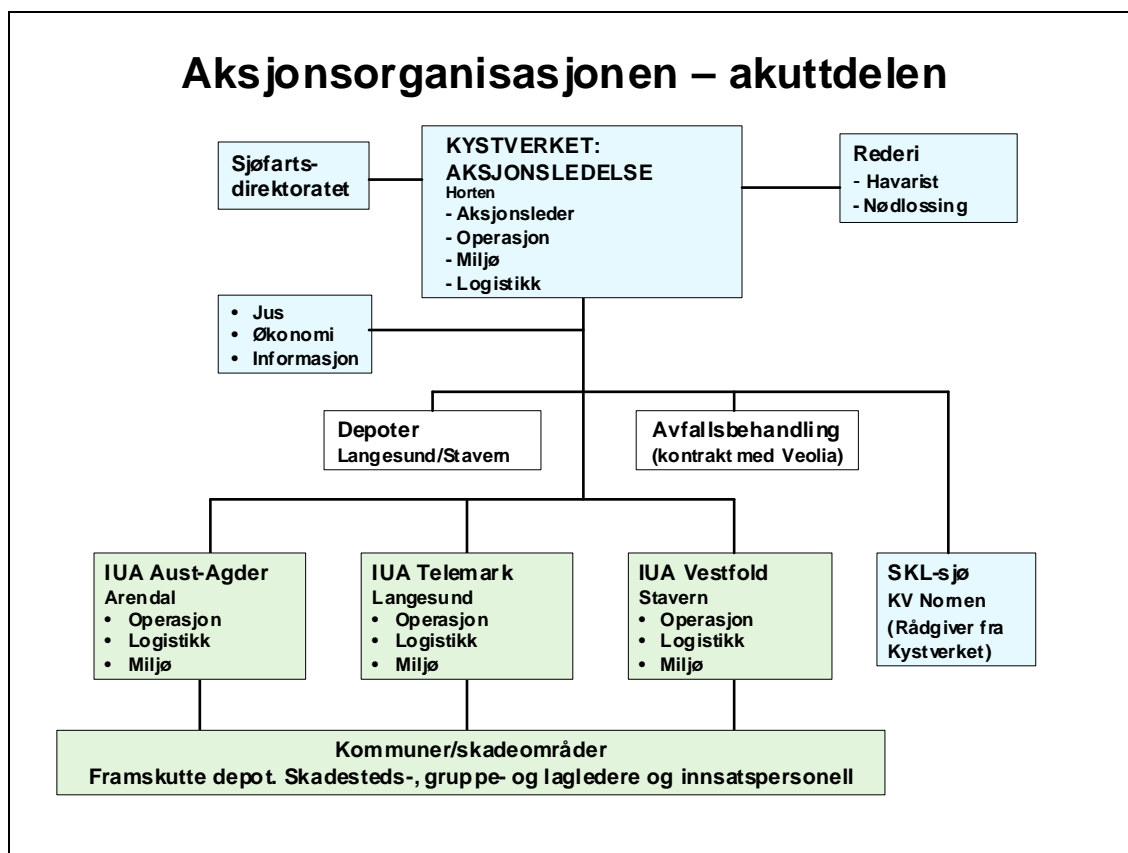 Aksjonsorganisasjonen – akuttdelen
Sjøfarts-
direktoratet
KYSTVERKET:
AKSJONSLEDELSE
Horten
- Aksjonsleder
- Operasjon
- Miljø
- Logistikk
Rederi
- Havarist
- Nødlossing
• Jus
• Økonomi
• Informasjon
Depoter
Langesund/Stavern
Avfallsbehandling
(kontrakt med Veolia)
IUA Aust-Agder
Arendal
• Operasjon
• Logistikk
• Miljø
IUA Telemark
Langesund
• Operasjon
• Logistikk
• Miljø
IUA Vestfold
Stavern
• Operasjon
• Logistikk
• Miljø
SKL-sjø
KV Nornen
(Rådgiver fra
Kystverket)
Kommuner/skadeområder
Framskutte depot. Skadesteds-, gruppe- og lagledere og innsatspersonell